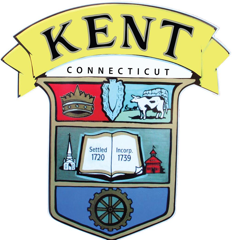 KENT
CONNECTICUT
Settled Incorp.
1720 1739